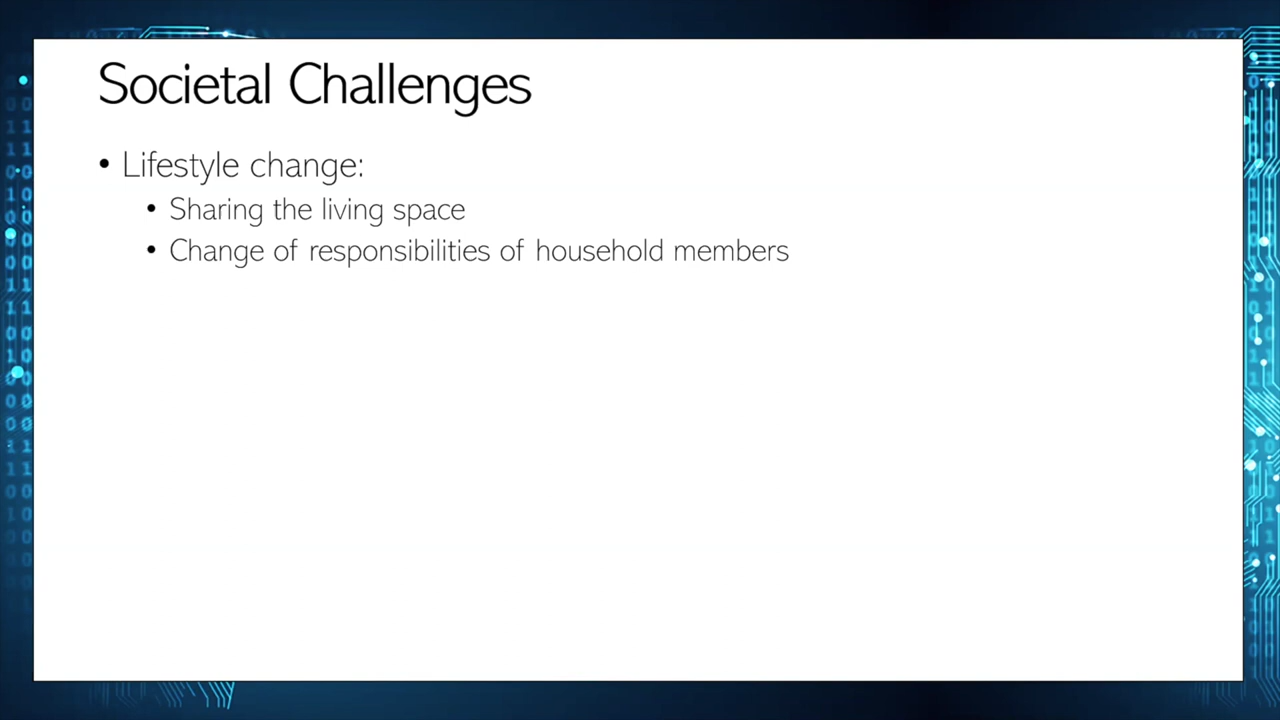 Societal Challenges
• Lifestyle change:
• Sharing the living space
• Change of responsibilities of household members